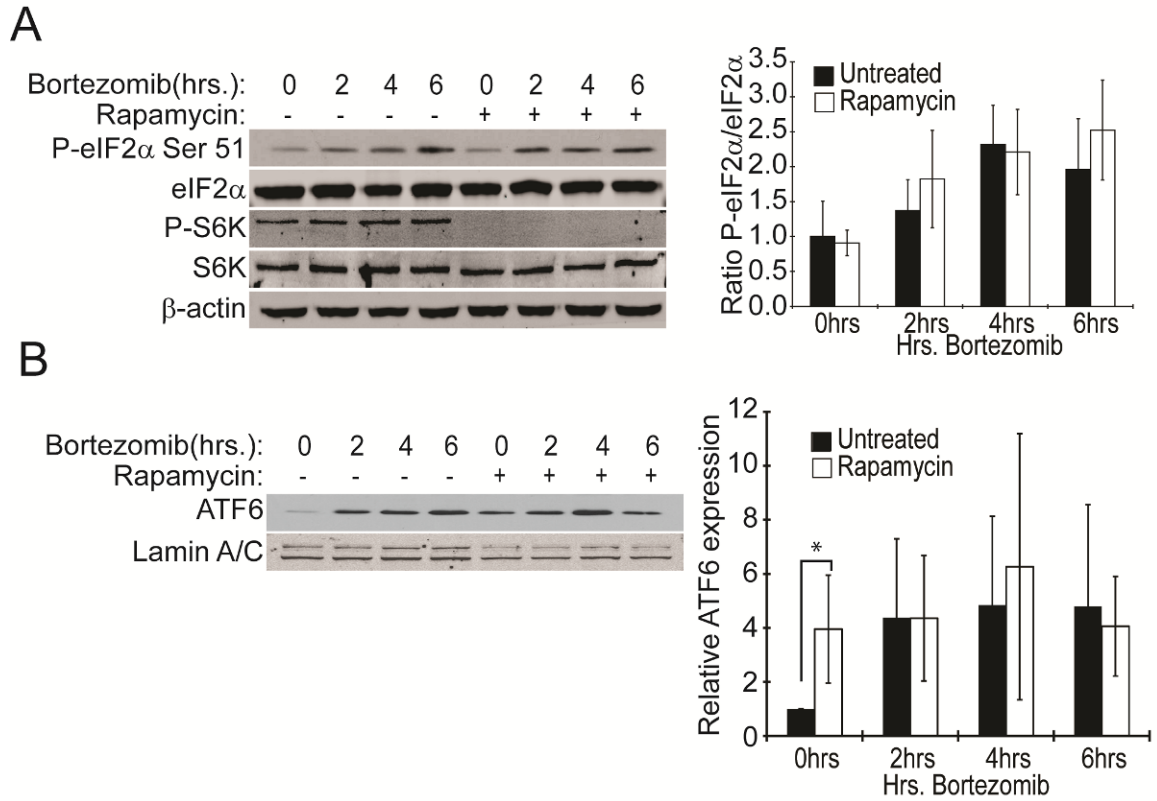 A
Bortezomib(hrs.): 0 2 4 6 0 2 4 6
Rapamycin: - - - - + + + +
P-eIF2α Ser 51
eIF2α
P-S6K
S6K
β-actin
Ratio P-eIF2α/eIF2α
3.5
3.0
2.5
2.0
1.5
1.0
0.5
0.0
Untreated
Rapamycin
0hrs 2hrs 4hrs 6hrs
Hrs. Bortezomib
B
Bortezomib(hrs.): 0 2 4 6 0 2 4 6
Rapamycin: - - - - + + + +
ATF6
Lamin A/C
Relative ATF6 expression
12
10
8
6
4
2
0
Untreated
Rapamycin
*
0hrs 2hrs 4hrs 6hrs
Hrs. Bortezomib